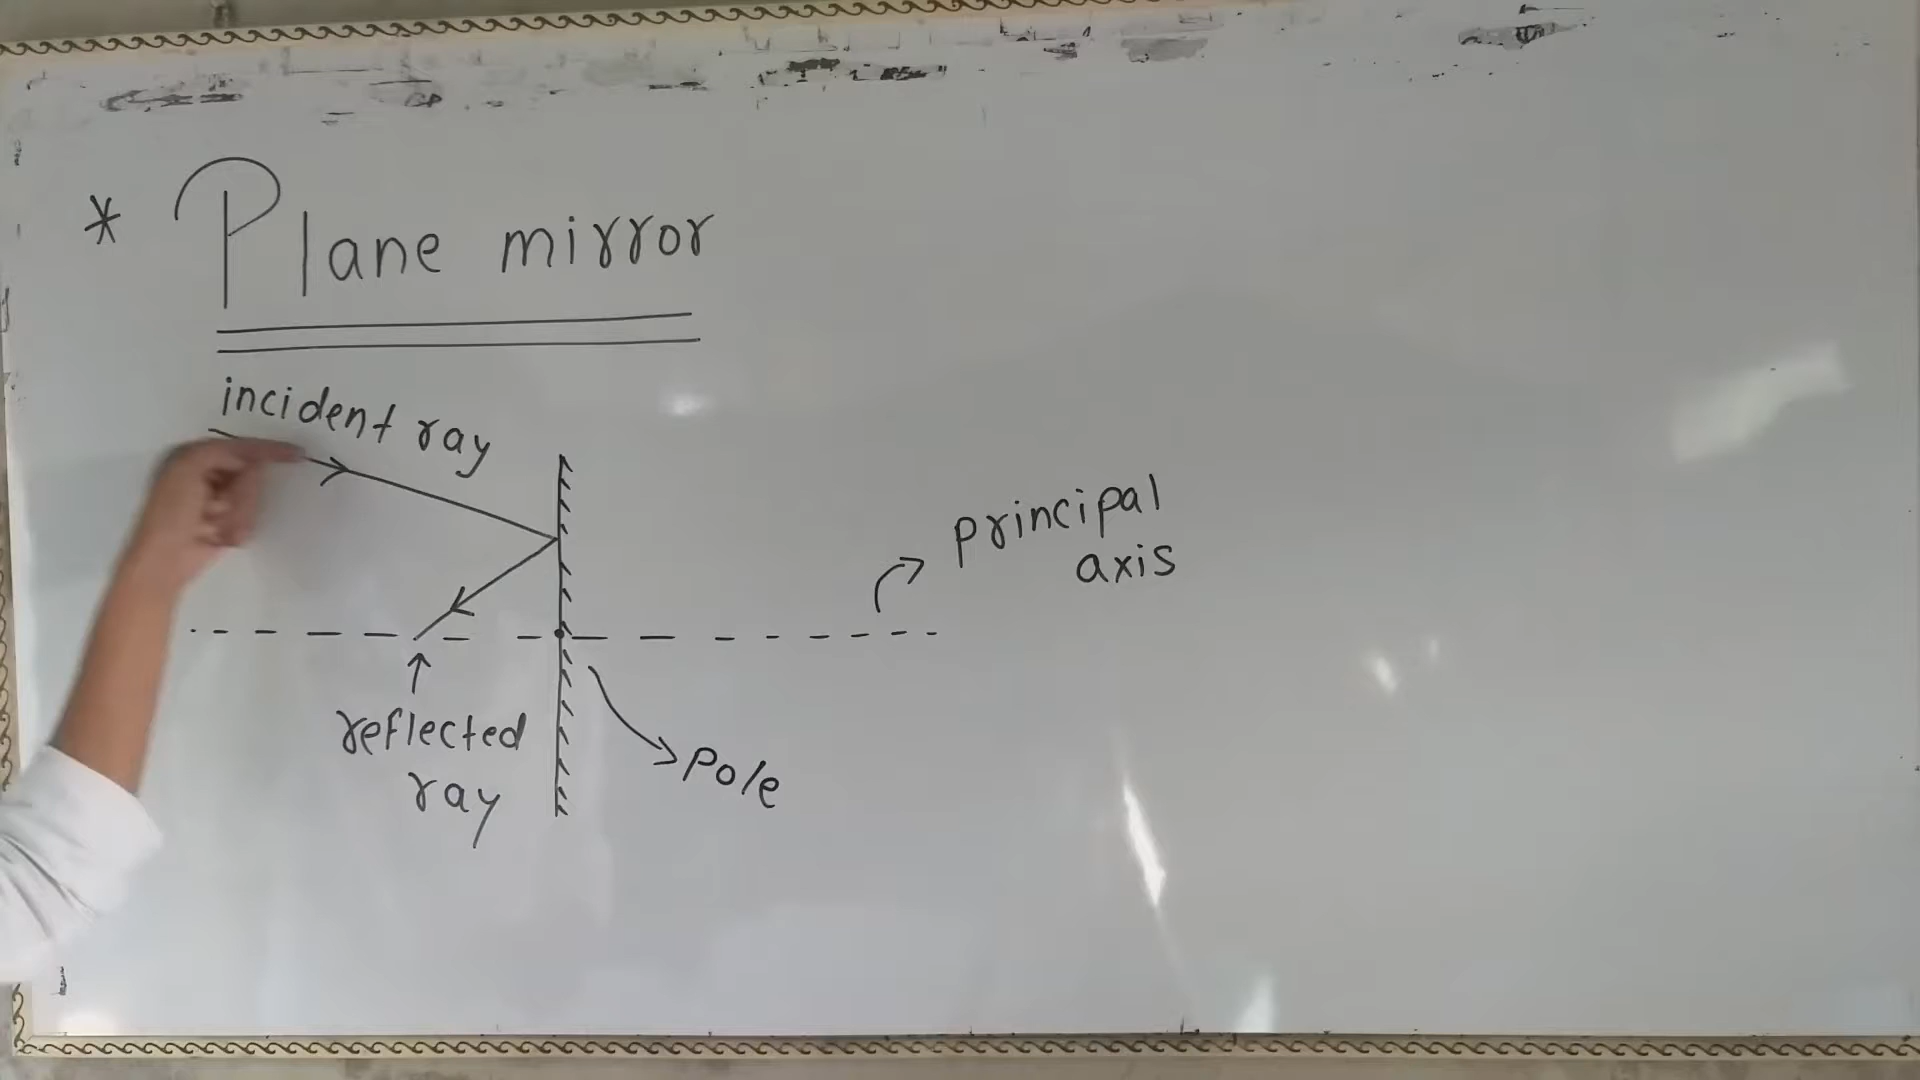 * Plane mirror
incident ray
principal
axis
reflected
ray
Pole